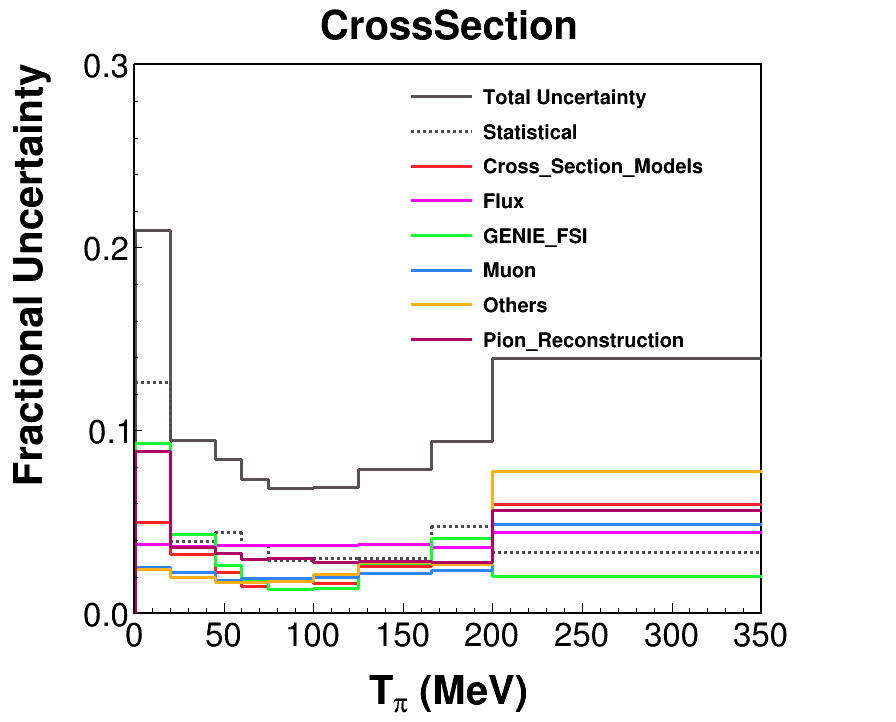 CrossSection
Fractional Uncertainty
0.3
0.2
0.1
0.0
Total Uncertainty
Statistical
Cross_Section_Models
Flux
GENIE_FSI
Muon
Others
Pion_Reconstruction
0 50 100 150 200 250 300 350
Tπ (MeV)